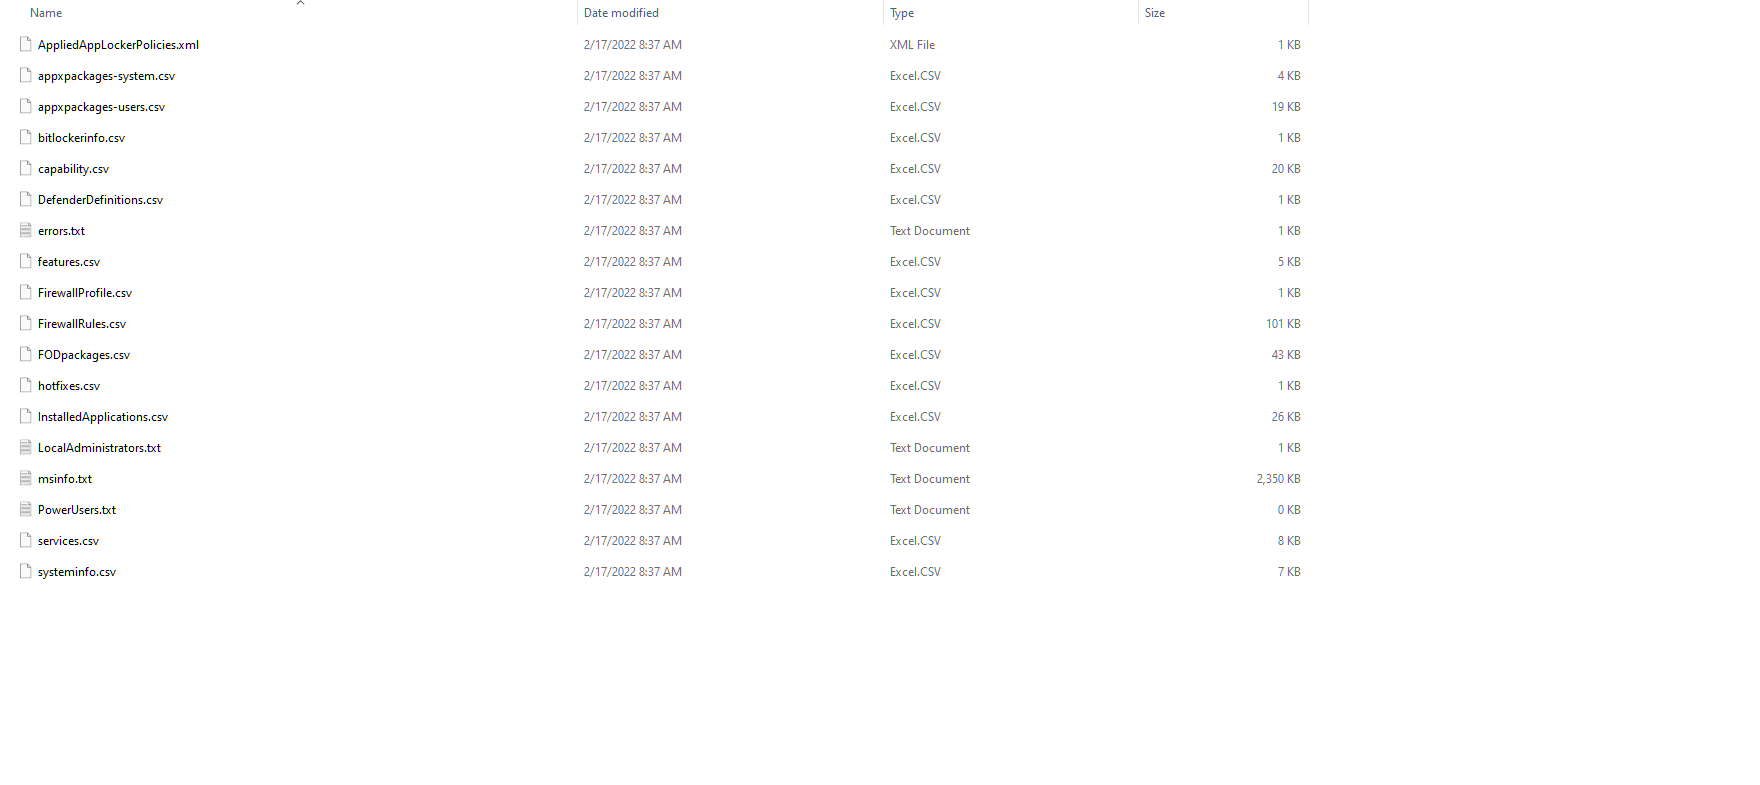 Name Date modified Type Size
AppliedAppLockerPolicies.xml 2/17/2022 8:37 AM XML File 1 KB
appxpackages-system.csv 2/17/2022 8:37 AM Excel.CSV 4 KB
appxpackages-users.csv 2/17/2022 8:37 AM Excel.CSV 19 KB
bitlockerinfo.csv 2/17/2022 8:37 AM Excel.CSV 1 KB
capability.csv 2/17/2022 8:37 AM Excel.CSV 20 KB
DefenderDefinitions.csv 2/17/2022 8:37 AM Excel.CSV 1 KB
errors.txt 2/17/2022 8:37 AM Text Document 1 KB
features.csv 2/17/2022 8:37 AM Excel.CSV 5 KB
FirewallProfile.csv 2/17/2022 8:37 AM Excel.CSV 1 KB
FirewallRules.csv 2/17/2022 8:37 AM Excel.CSV 101 KB
FODpackages.csv 2/17/2022 8:37 AM Excel.CSV 43 KB
hotfixes.csv 2/17/2022 8:37 AM Excel.CSV 1 KB
InstalledApplications.csv 2/17/2022 8:37 AM Excel.CSV 26 KB
LocalAdministrators.txt 2/17/2022 8:37 AM Text Document 1 KB
msinfo.txt 2/17/2022 8:37 AM Text Document 2,350 KB
PowerUsers.txt 2/17/2022 8:37 AM Text Document 0 KB
services.csv 2/17/2022 8:37 AM Excel.CSV 8 KB
systeminfo.csv 2/17/2022 8:37 AM Excel.CSV 7 KB